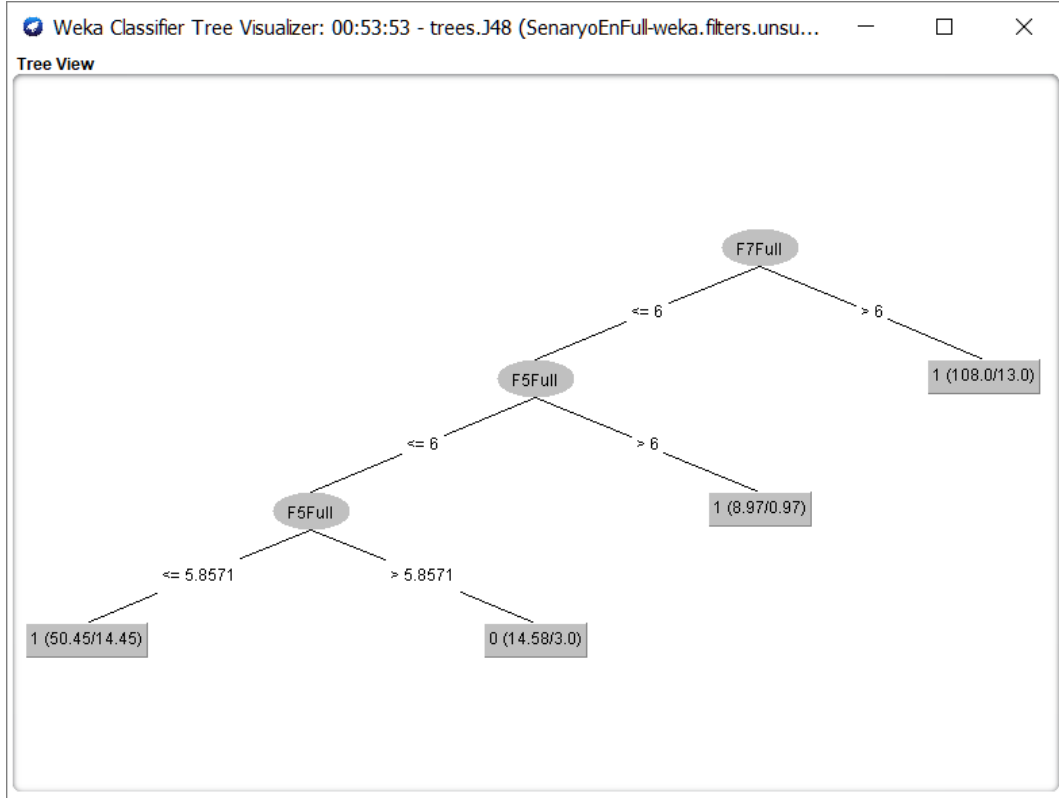 Weka Classifier Tree Visualizer: 00:53:53 - trees.J48 (SenaryoEnFull-weka.filters.unsu...
Tree View
F7Full
<= 6
> 6
F5Full
1 (108.0/13.0)
<= 6
> 6
F5Full
1 (8.97/0.97)
<= 5.8571
> 5.8571
1 (50.45/14.45)
0 (14.58/3.0)